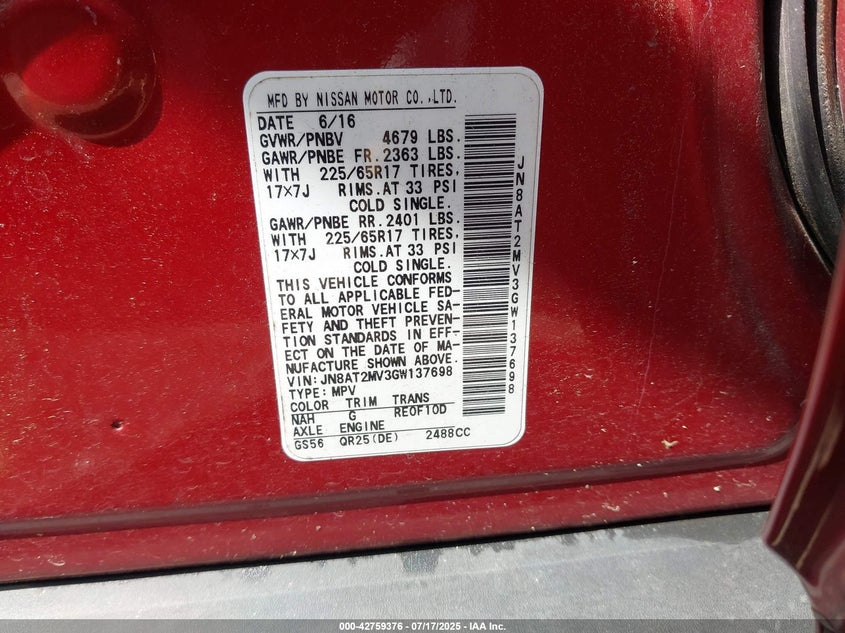 MFD BY NISSAN MOTOR CO.,LTD.
DATE 6/16
GVWR/PNBV 4679 LBS.
GAWR/PNBE FR.2363 LBS.
WITH 225/65R17 TIRES,
17×7J RIMS.AT 33 PSI
COLD SINGLE.
GAWR/PNBE RR.2401 LBS.
WITH 225/65R17 TIRES,
17×7J RIMS.AT 33 PSI
COLD SINGLE.
THIS VEHICLE CONFORMS
TO ALL APPLICABLE FED-
ERAL MOTOR VEHICLE SA-
FETY AND THEFT PREVEN-
TION STANDARDS IN EFF-
ECT ON THE DATE OF MA-
NUFACTURE SHOWN ABOVE.
VIN:JN8AT2MV3GW137698
TYPE:MPV
COLOR TRIM TRANS
NAH G RE0F10D
AXLE ENGINE
GS56 QR25(DE) 2488CC
JN8AT2MV3GW137698
000-42759376 - 07/17/2025 - IAA Inc.